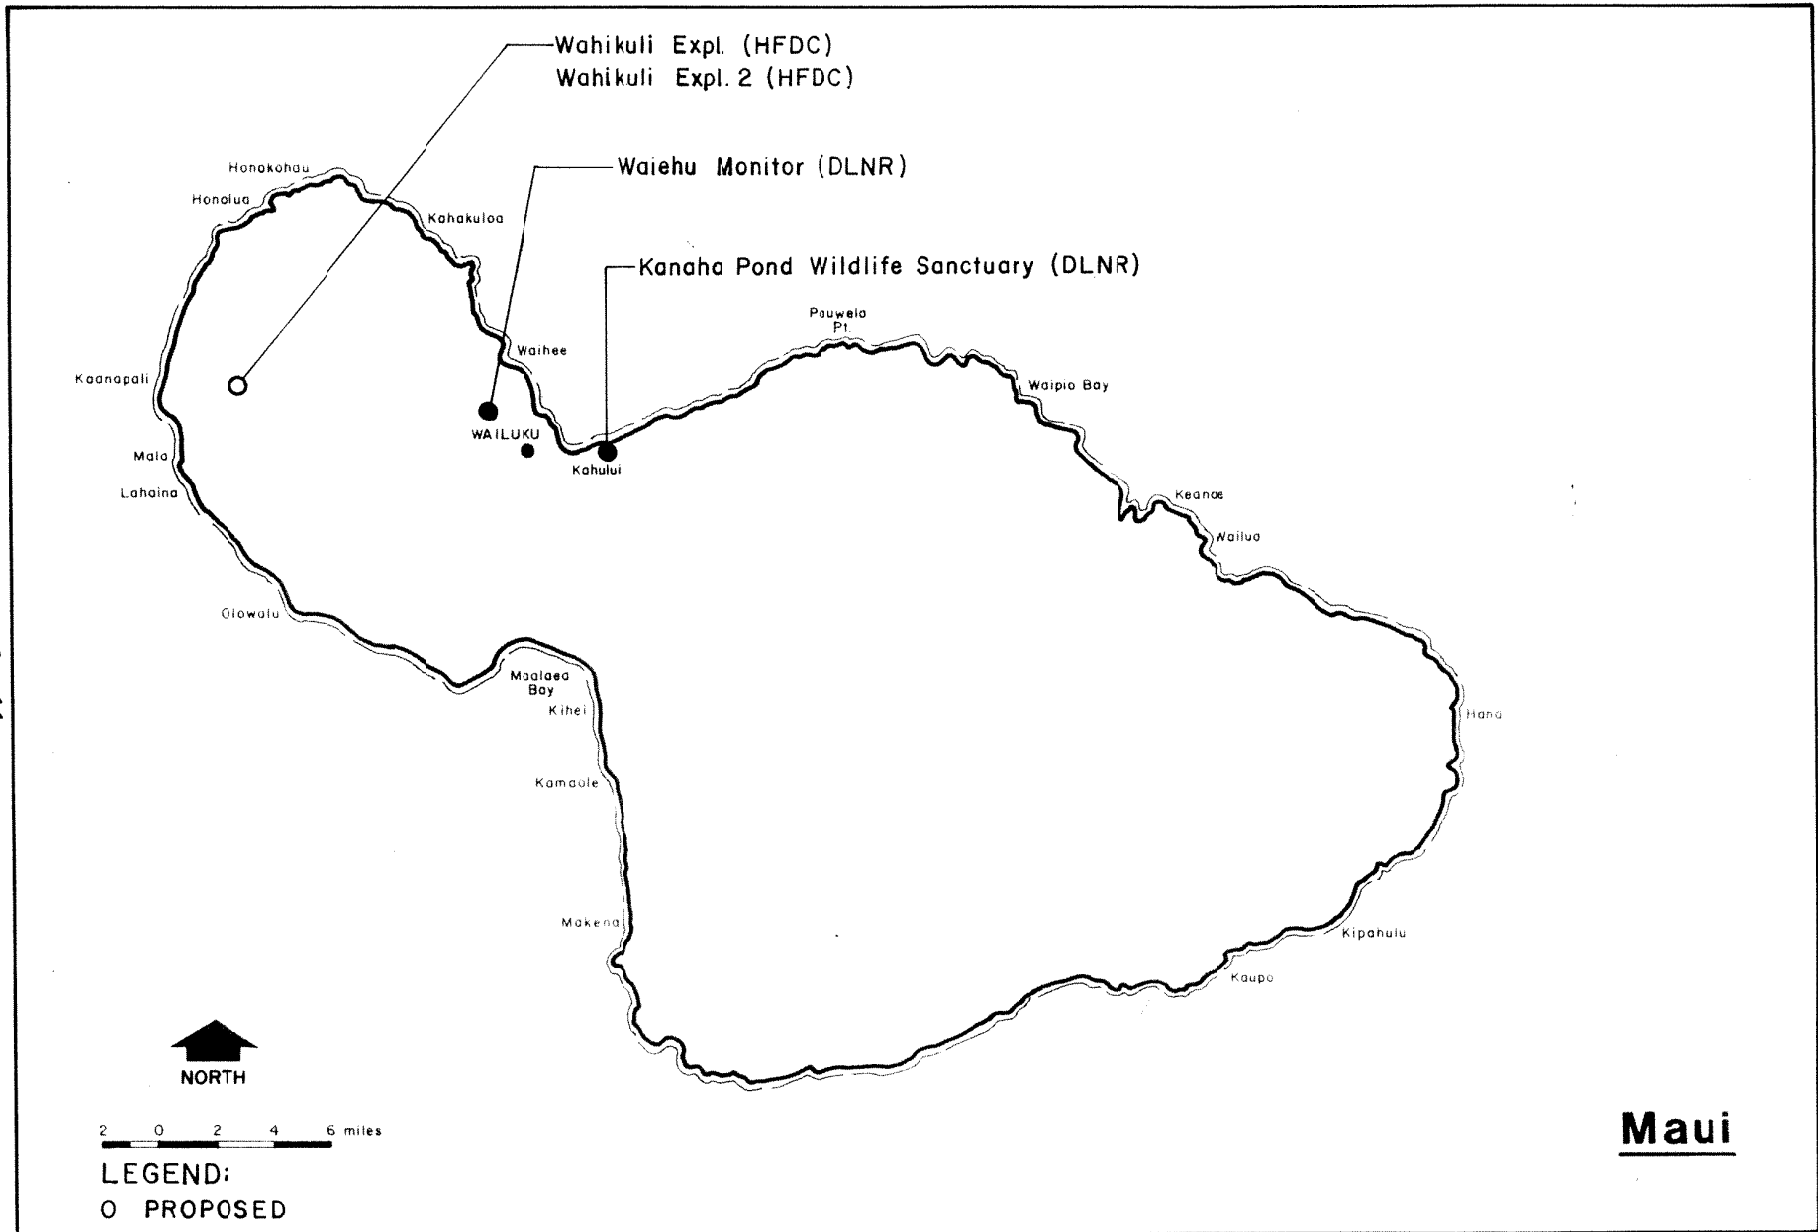 Wahikuli Expl. (HFDC)
Wahikuli Expl. 2 (HFDC)
Waiehu Monitor (DLNR)
Kanaha Pond Wildlife Sanctuary (DLNR)
Honokohau
Honolua
Kahakuloa
Pauwela
Pt.
Waihee
Kaanapali
Waipio Bay
WAILUKU
Mala
Kahului
Lahaina
Keanae
Wailua
Olowalu
Maalaea
Bay
Kihei
Hana
Kamaole
Makena
Kipahulu
Kaupo
NORTH
2 0 2 4 6 miles
LEGEND:
O PROPOSED
Maui